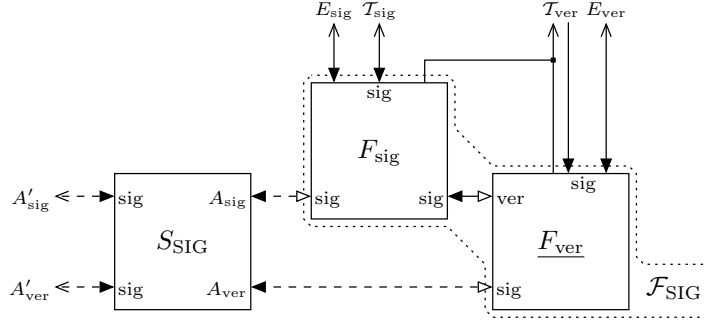 E_sig T_sig T_ver E_ver
sig
F_sig
sig sig
sig
A′_sig sig A_sig ver
S_SIG F_ver
A′_ver sig A_ver sig
F_SIG